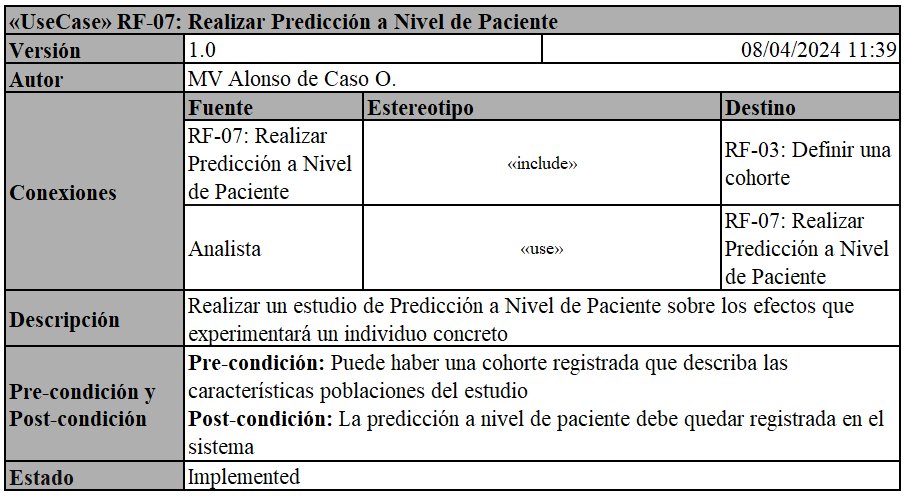 «UseCase» RF-07: Realizar Predicción a Nivel de Paciente
Versión 1.0 08/04/2024 11:39
Autor MV Alonso de Caso O.
Conexiones
Fuente Estereotipo Destino
RF-07: Realizar
Predicción a Nivel
de Paciente
«include»
RF-03: Definir una
cohorte
Analista
«use»
RF-07: Realizar
Predicción a Nivel
de Paciente
Descripción
Realizar un estudio de Predicción a Nivel de Paciente sobre los efectos que
experimentará un individuo concreto
Pre-condición y
Post-condición
Pre-condición: Puede haber una cohorte registrada que describa las
características poblaciones del estudio
Post-condición: La predicción a nivel de paciente debe quedar registrada en el
sistema
Estado Implemented